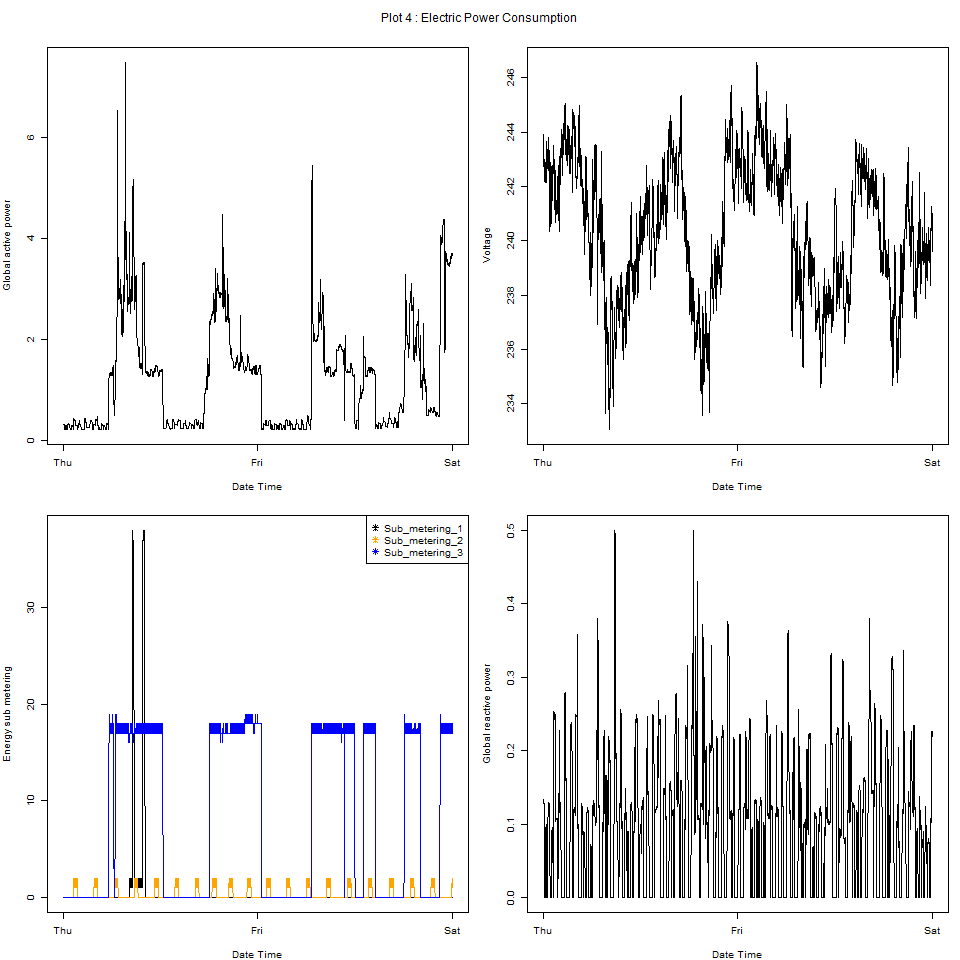 Plot 4 : Electric Power Consumption
Global active power
0 2 4 6
Thu Fri Sat
Date Time
Voltage
234 236 238 240 242 244 246
Thu Fri Sat
Date Time
Energy sub metering
0 10 20 30
Sub_metering_1
Sub_metering_2
Sub_metering_3
Thu Fri Sat
Date Time
Global reactive power
0.0 0.1 0.2 0.3 0.4 0.5
Thu Fri Sat
Date Time